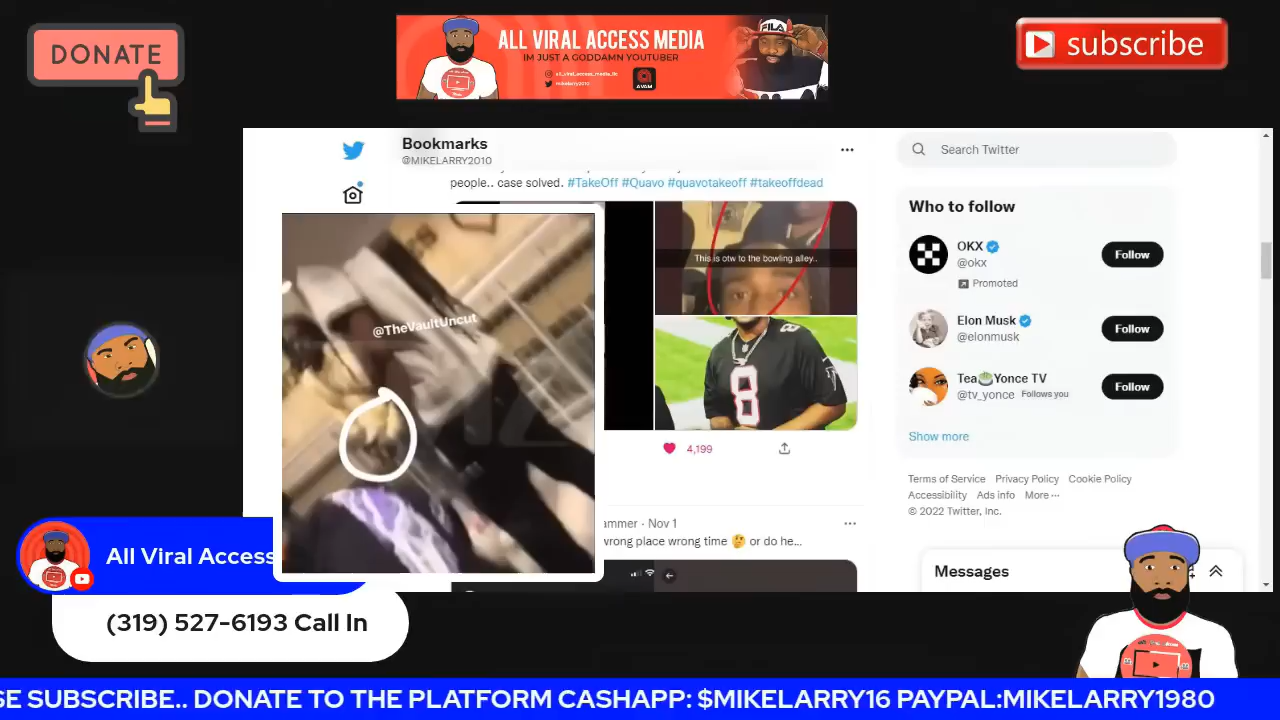 DONATE
ALL VIRAL ACCESS MEDIA
IM JUST A GODDAMN YOUTUBER
all_viral_access_media_llc
mikelarry2010
AVAM
FILA
subscribe
Bookmarks
@MIKELARRY2010
people.. case solved. #TakeOff #Quavo #quavotakeoff #takeoffdead
This is otw to the bowling alley..
@TheVaultUncut
8
4,199
ammer · Nov 1
wrong place wrong time 🤔 or do he...
Search Twitter
Who to follow
OKX
@okx
Promoted
Follow
Elon Musk
@elonmusk
Follow
Tea🍵Yonce TV
@tv_yonce Follows you
Follow
Show more
Terms of Service Privacy Policy Cookie Policy
Accessibility Ads info More ···
© 2022 Twitter, Inc.
Messages
All Viral Access
(319) 527-6193 Call In
SE SUBSCRIBE.. DONATE TO THE PLATFORM CASHAPP: $MIKELARRY16 PAYPAL:MIKELARRY1980